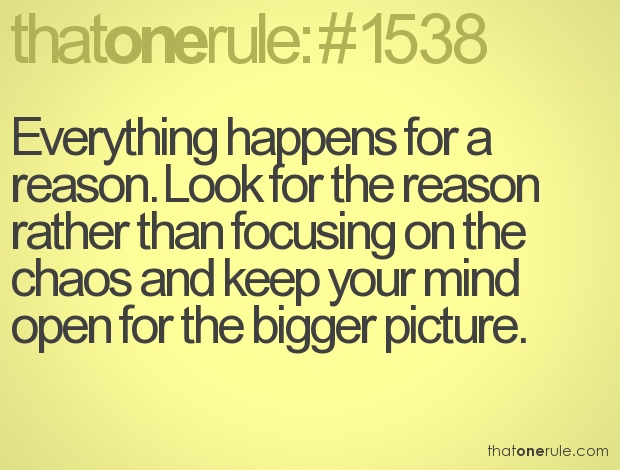 thatonerule: #1538
Everything happens for a
reason. Look for the reason
rather than focusing on the
chaos and keep your mind
open for the bigger picture.
thatonerule.com